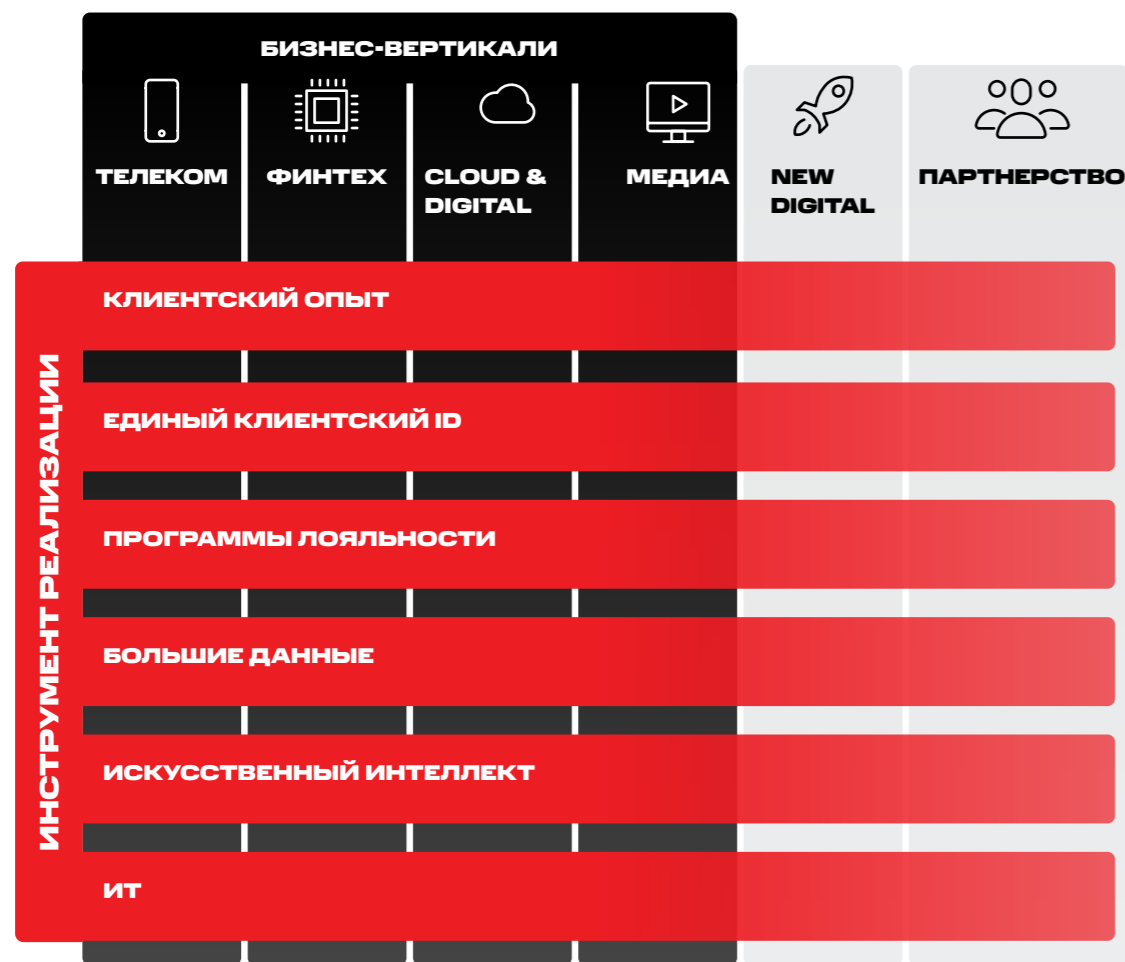 БИЗНЕС-ВЕРТИКАЛИ
ТЕЛЕКОМ
ФИНТЕХ
CLOUD &
DIGITAL
МЕДИА
NEW
DIGITAL
ПАРТНЕРСТВО
ИНСТРУМЕНТ РЕАЛИЗАЦИИ
КЛИЕНТСКИЙ ОПЫТ
ЕДИНЫЙ КЛИЕНТСКИЙ ID
ПРОГРАММЫ ЛОЯЛЬНОСТИ
БОЛЬШИЕ ДАННЫЕ
ИСКУССТВЕННЫЙ ИНТЕЛЛЕКТ
ИТ